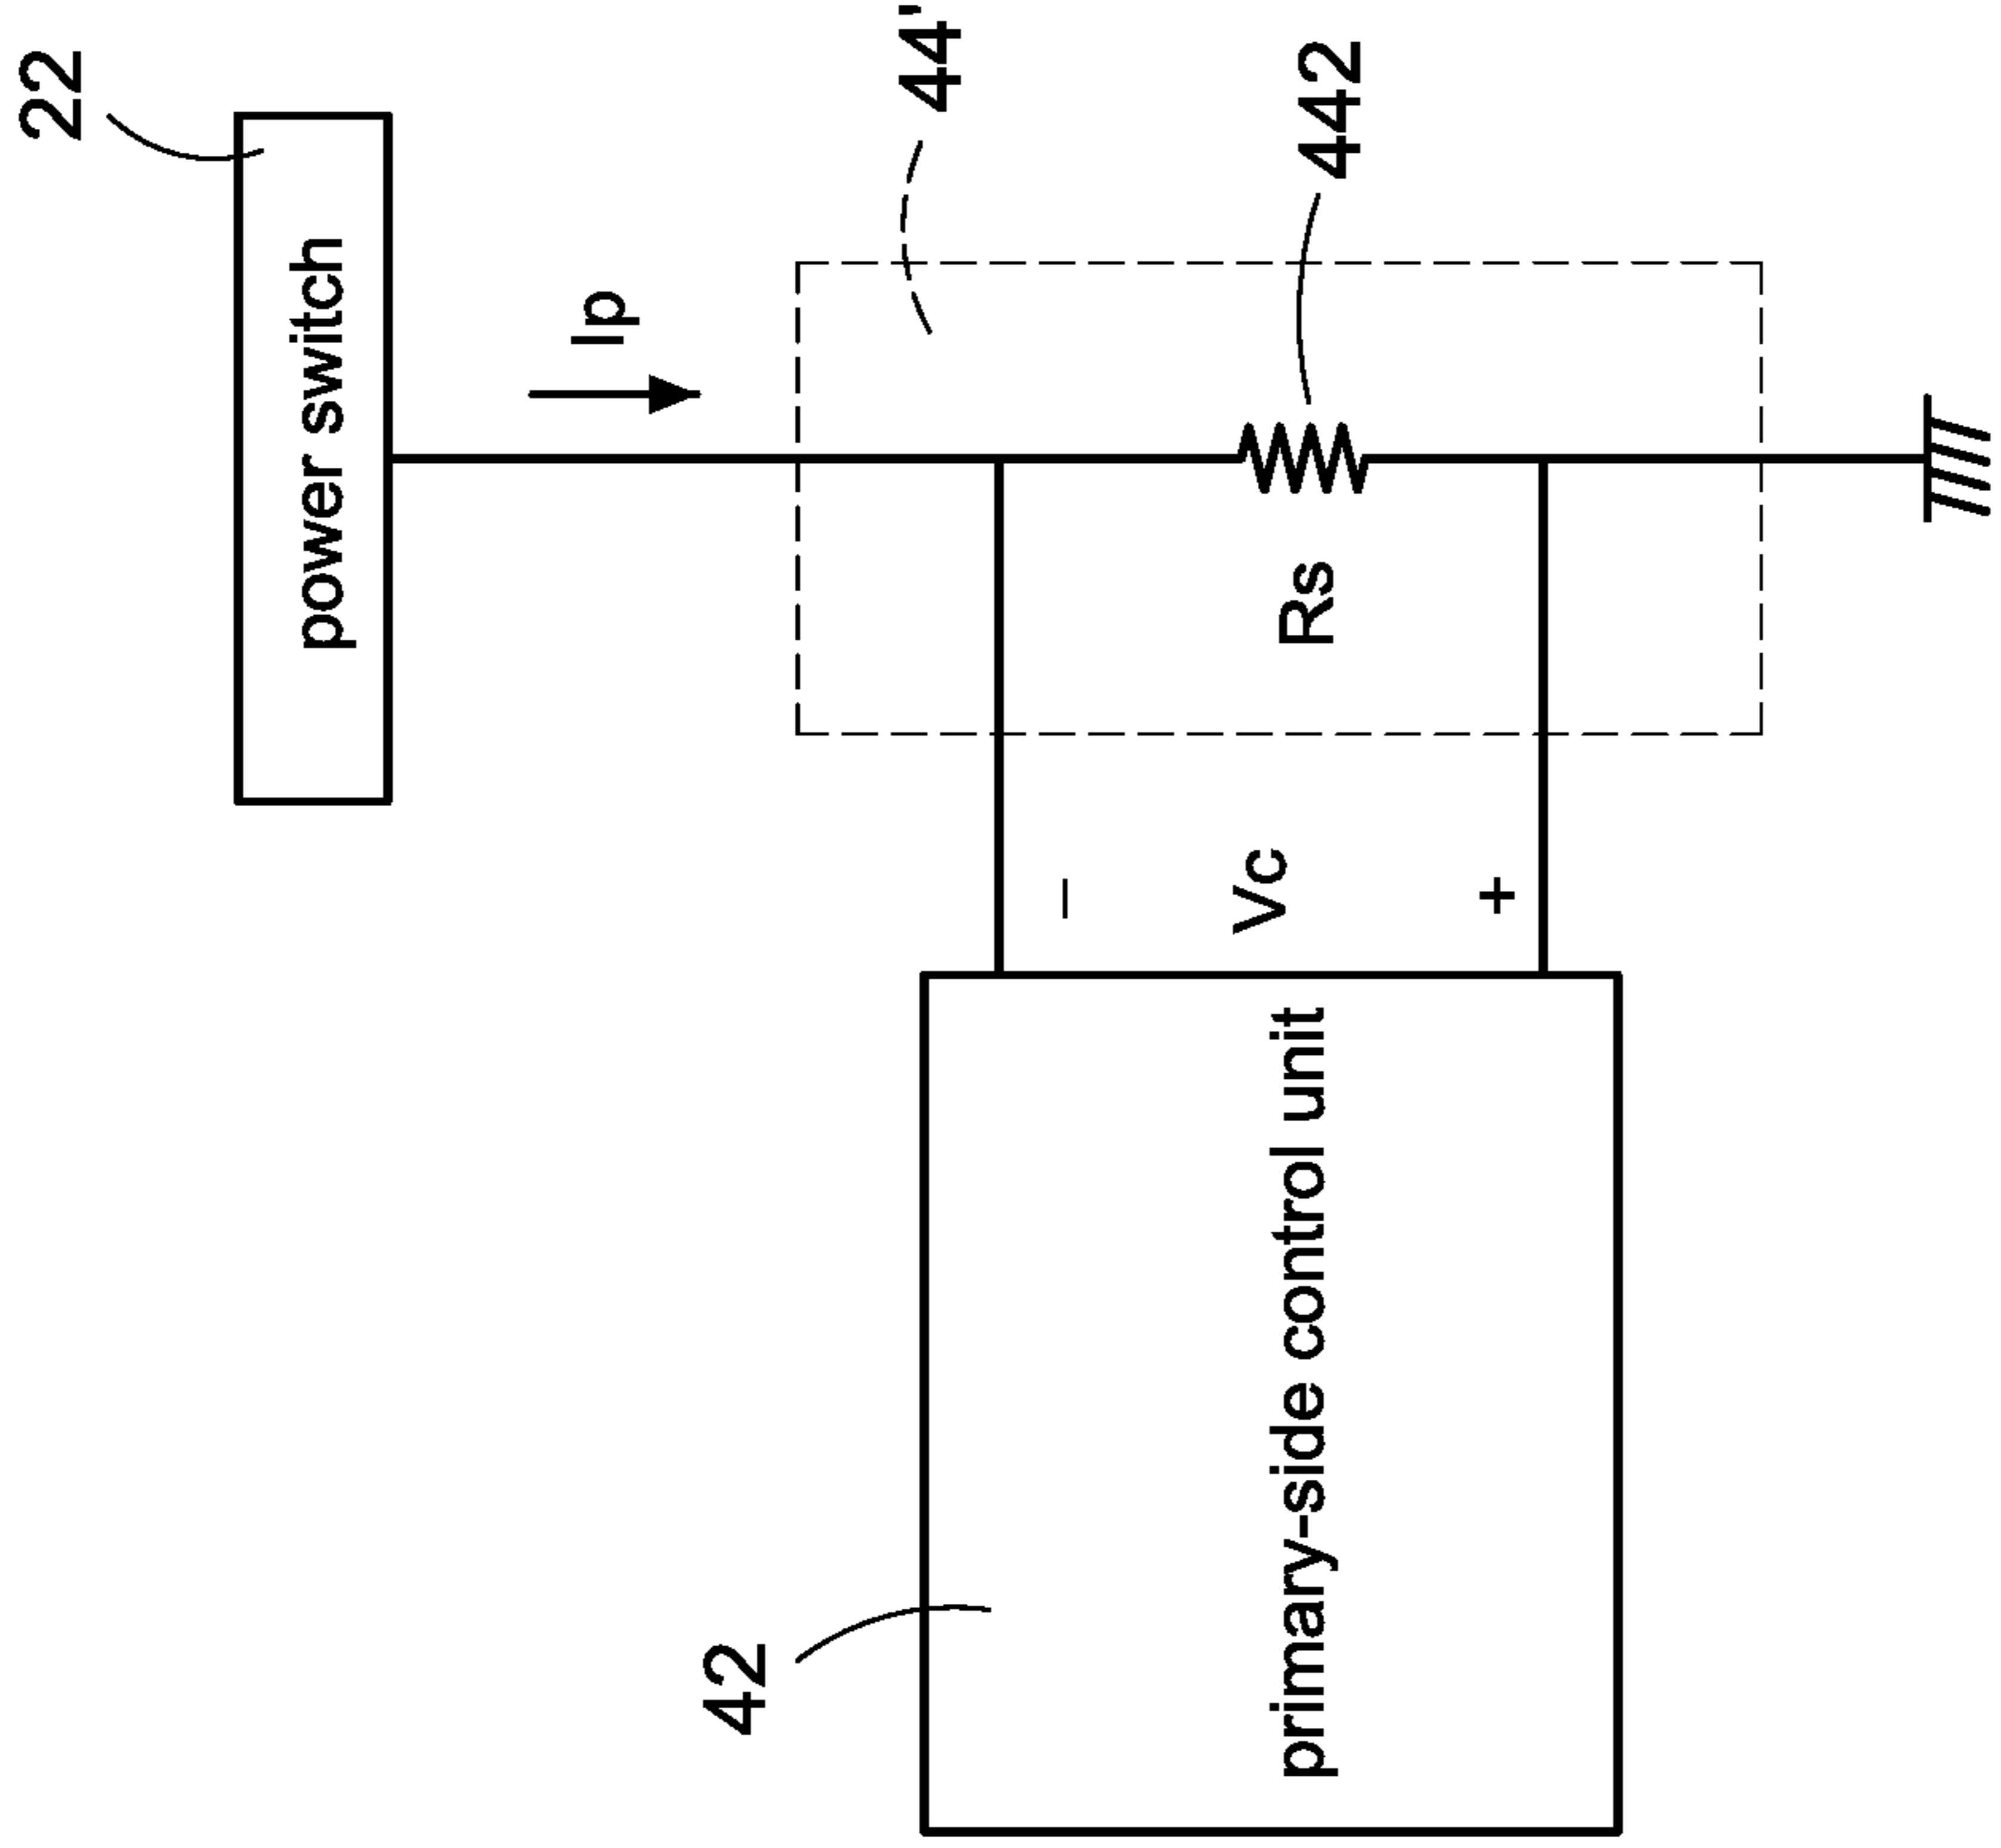 22
power switch
Ip
44'
442
Rs
−
Vc
+
42
primary-side control unit